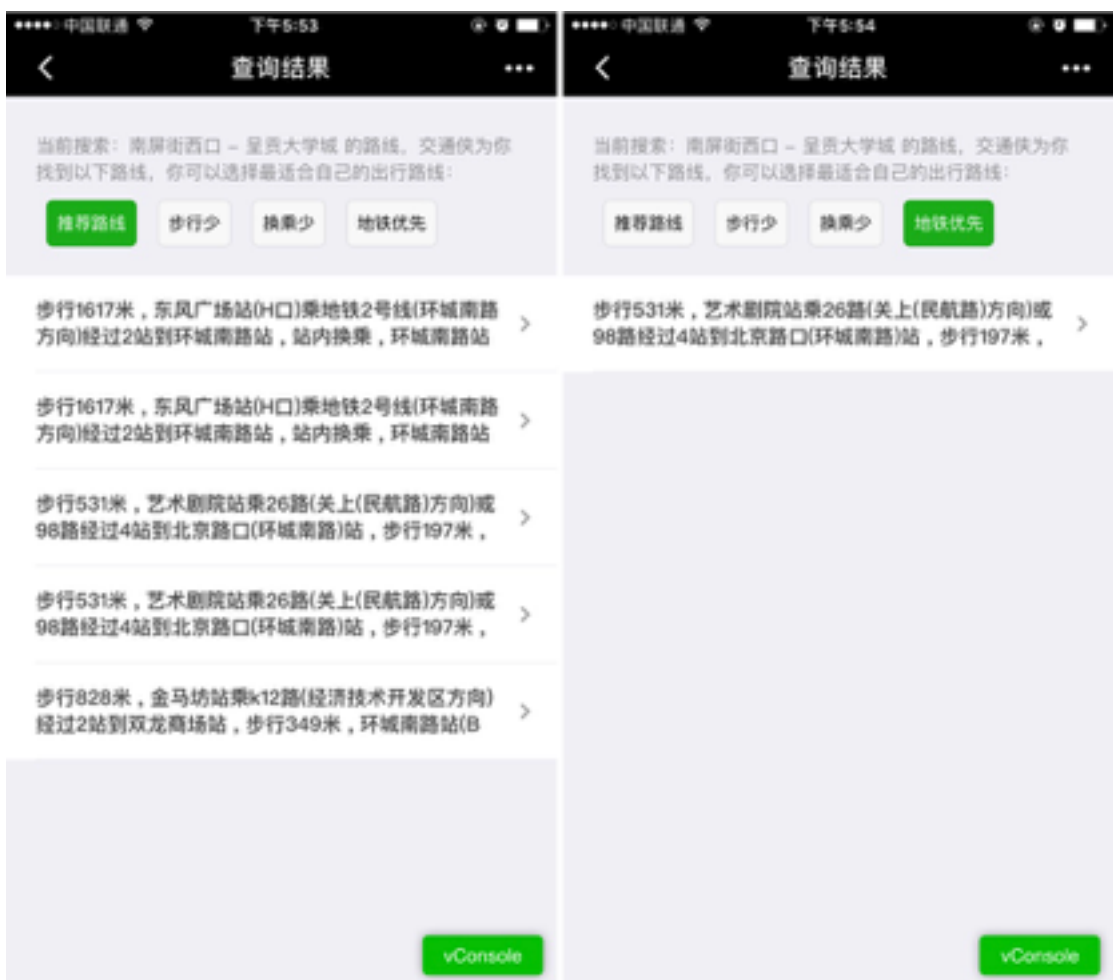 中国联通
下午5:53
查询结果
当前搜索：南屏街西口 – 呈贡大学城 的路线，交通侠为你
找到以下路线，你可以选择最适合自己的出行路线：
推荐路线
步行少
换乘少
地铁优先
步行1617米，东风广场站(H口)乘地铁2号线(环城南路
方向)经过2站到环城南路站，站内换乘，环城南路站
步行1617米，东风广场站(H口)乘地铁2号线(环城南路
方向)经过2站到环城南路站，站内换乘，环城南路站
步行531米，艺术剧院站乘26路(关上(民航路)方向)或
98路经过4站到北京路口(环城南路)站，步行197米，
步行531米，艺术剧院站乘26路(关上(民航路)方向)或
98路经过4站到北京路口(环城南路)站，步行197米，
步行828米，金马坊站乘k12路(经济技术开发区方向)
经过2站到双龙商场站，步行349米，环城南路站(B
vConsole
中国联通
下午5:54
查询结果
当前搜索：南屏街西口 – 呈贡大学城 的路线，交通侠为你
找到以下路线，你可以选择最适合自己的出行路线：
推荐路线
步行少
换乘少
地铁优先
步行531米，艺术剧院站乘26路(关上(民航路)方向)或
98路经过4站到北京路口(环城南路)站，步行197米，
vConsole